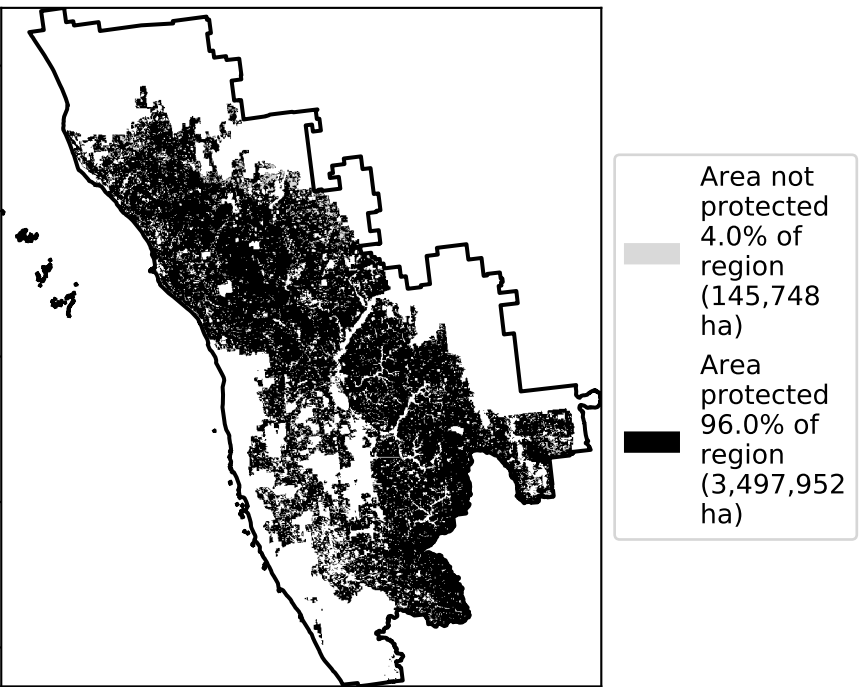 Area not
protected
4.0% of
region
(145,748
ha)
Area
protected
96.0% of
region
(3,497,952
ha)